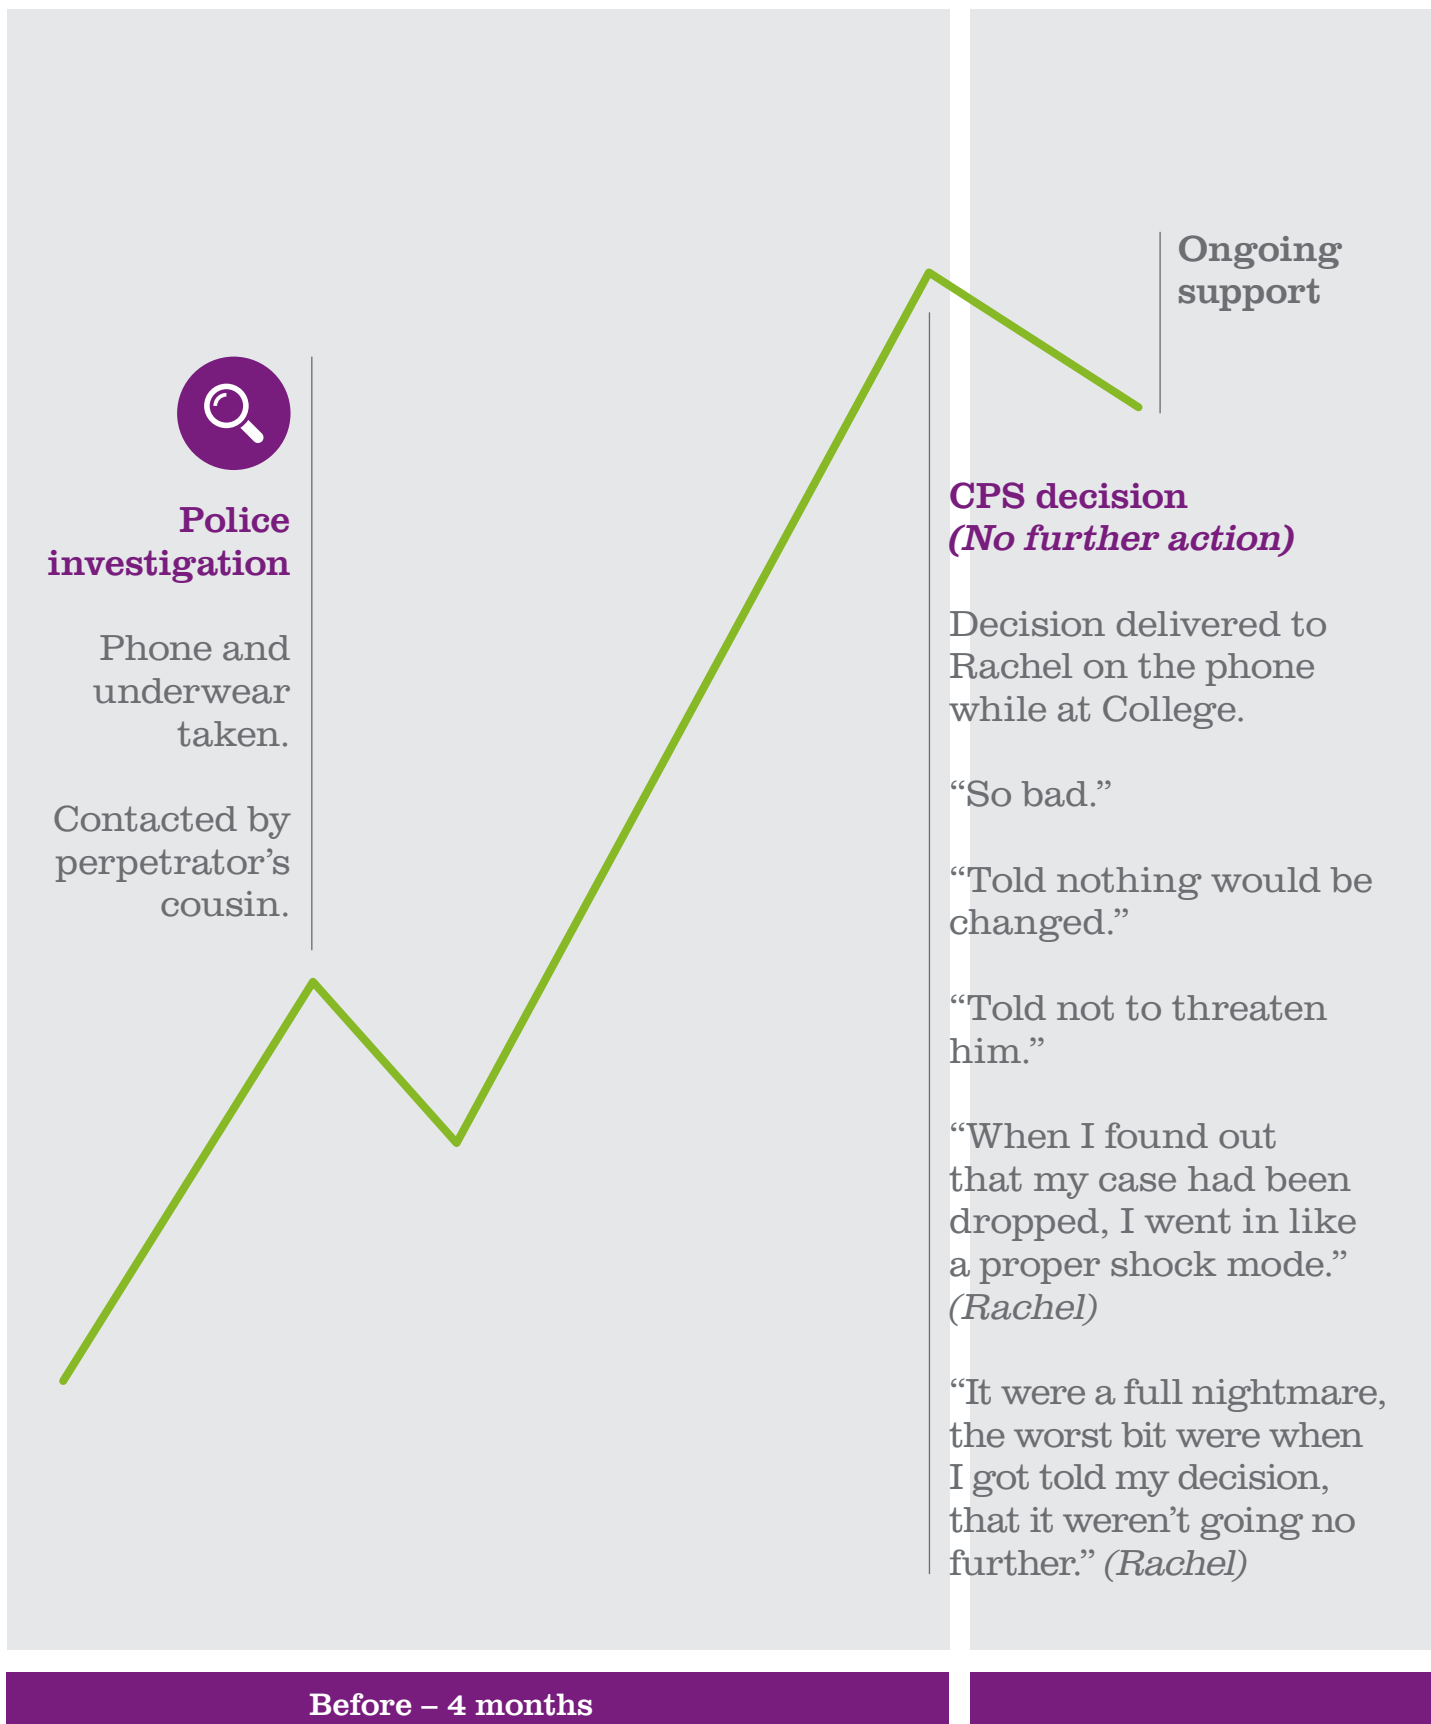 Ongoing
support
Police
investigation
Phone and
underwear
taken.
Contacted by
perpetrator’s
cousin.
CPS decision
(No further action)
Decision delivered to
Rachel on the phone
while at College.
“So bad.”
“Told nothing would be
changed.”
“Told not to threaten
him.”
“When I found out
that my case had been
dropped, I went in like
a proper shock mode.”
(Rachel)
“It were a full nightmare,
the worst bit were when
I got told my decision,
that it weren’t going no
further.” (Rachel)
Before – 4 months